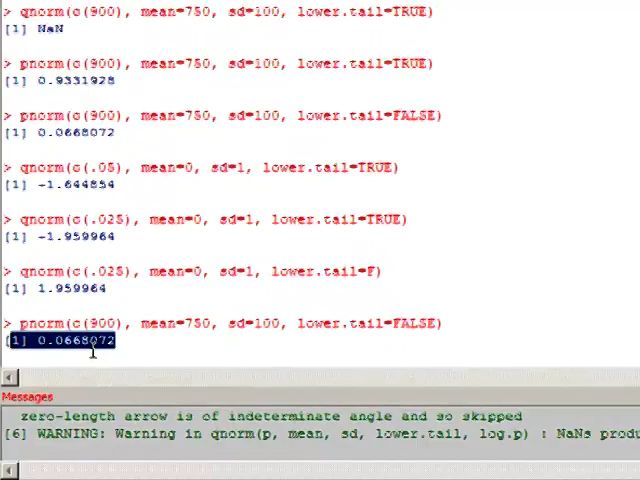 > qnorm(c(900), mean=750, sd=100, lower.tail=TRUE)
[1] NaN
> pnorm(c(900), mean=750, sd=100, lower.tail=TRUE)
[1] 0.9331928
> pnorm(c(900), mean=750, sd=100, lower.tail=FALSE)
[1] 0.0668072
> qnorm(c(.05), mean=0, sd=1, lower.tail=TRUE)
[1] -1.644854
> qnorm(c(.025), mean=0, sd=1, lower.tail=TRUE)
[1] -1.959964
> qnorm(c(.025), mean=0, sd=1, lower.tail=F)
[1] 1.959964
> pnorm(c(900), mean=750, sd=100, lower.tail=FALSE)
[1] 0.0668072
Messages
zero-length arrow is of indeterminate angle and so skipped
[6] WARNING: Warning in qnorm(p, mean, sd, lower.tail, log.p) : NaNs produ